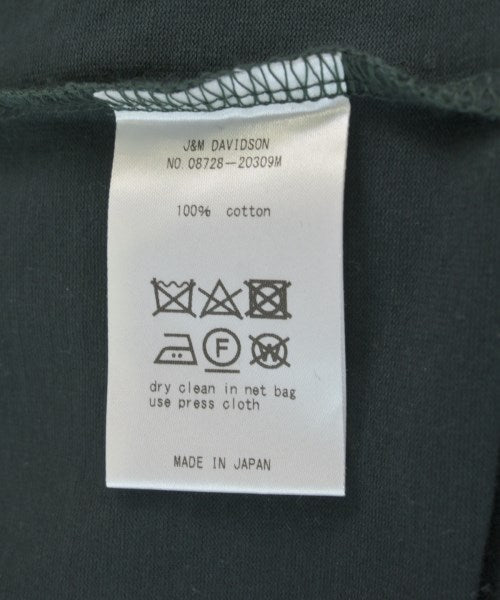 J&M DAVIDSON
NO.08728-20309M
100% cotton
F
W
dry clean in net bag
use press cloth
MADE IN JAPAN